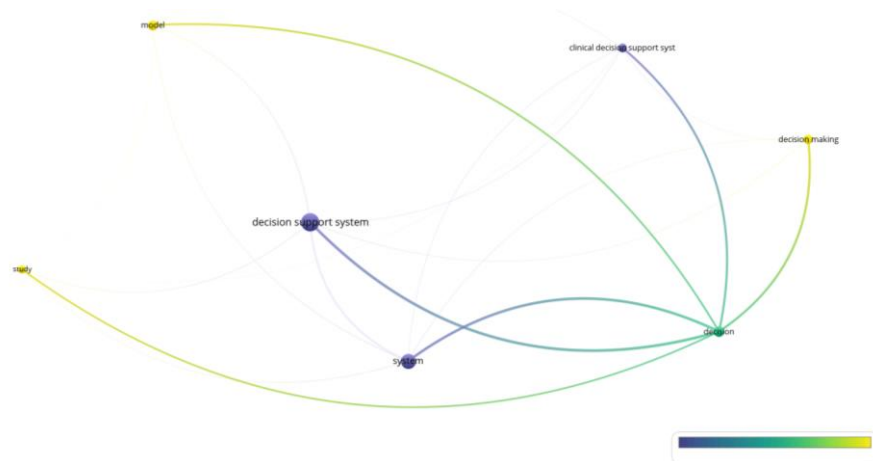 model
clinical decision support syst
decision making
decision support system
study
decision
system